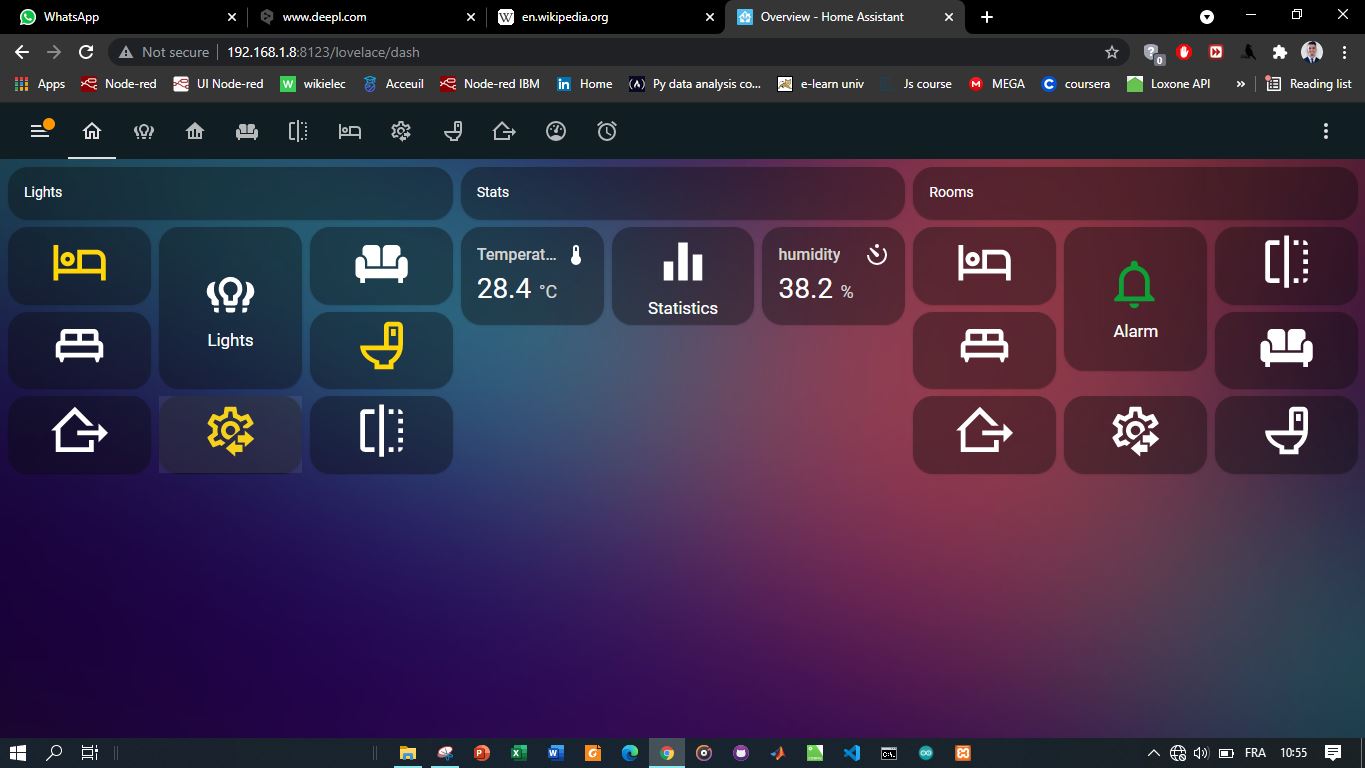 WhatsApp
www.deepl.com
en.wikipedia.org
Overview - Home Assistant
Not secure 192.168.1.8:8123/lovelace/dash
0
Apps Node-red UI Node-red wikielec Acceuil Node-red IBM Home Py data analysis co... e-learn univ Js course MEGA coursera Loxone API » Reading list
Lights
Stats
Rooms
Temperat...
28.4 °C
Statistics
humidity
38.2 %
Lights
Alarm
FRA
10:55